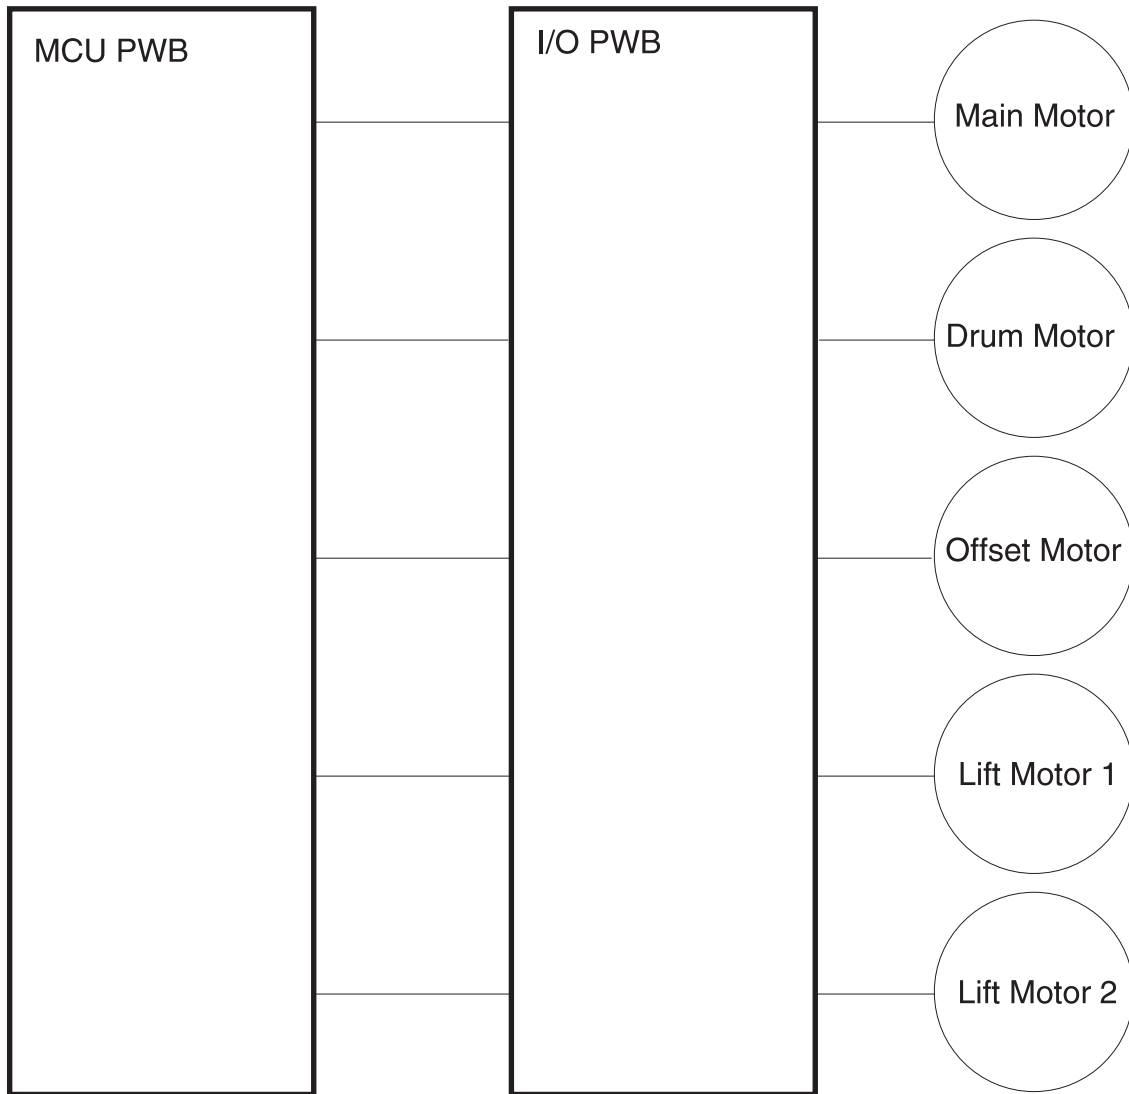 MCU PWB
I/O PWB
Main Motor
Drum Motor
Offset Motor
Lift Motor 1
Lift Motor 2